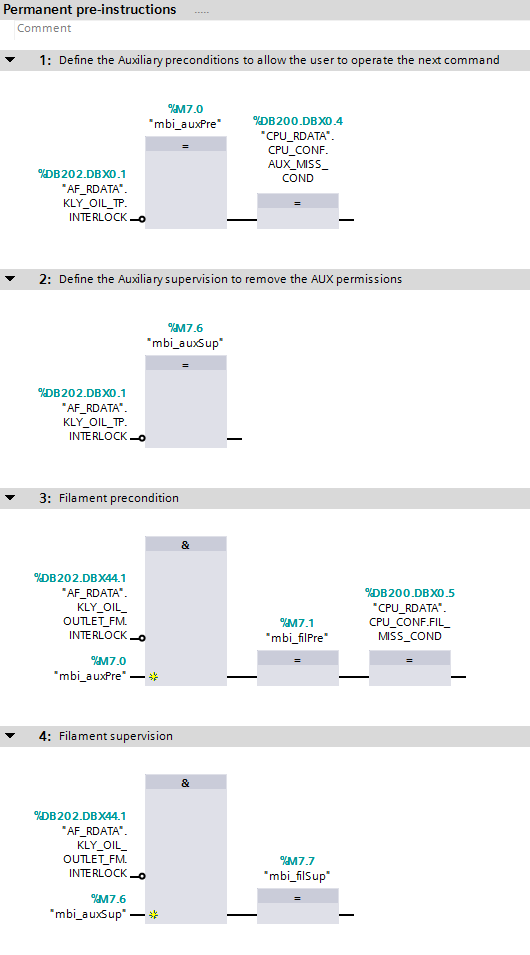 Permanent pre-instructions .....
Comment
1: Define the Auxiliary preconditions to allow the user to operate the next command
%M7.0
"mbi_auxPre"
=
%DB200.DBX0.4
"CPU_RDATA".
CPU_CONF.
AUX_MISS_
COND
=
%DB202.DBX0.1
"AF_RDATA".
KLY_OIL_TP.
INTERLOCK
2: Define the Auxiliary supervision to remove the AUX permissions
%M7.6
"mbi_auxSup"
=
%DB202.DBX0.1
"AF_RDATA".
KLY_OIL_TP.
INTERLOCK
3: Filament precondition
&
%DB202.DBX44.1
"AF_RDATA".
KLY_OIL_
OUTLET_FM.
INTERLOCK
%M7.0
"mbi_auxPre"
%M7.1
"mbi_filPre"
=
%DB200.DBX0.5
"CPU_RDATA".
CPU_CONF.FIL_
MISS_COND
=
4: Filament supervision
&
%DB202.DBX44.1
"AF_RDATA".
KLY_OIL_
OUTLET_FM.
INTERLOCK
%M7.6
"mbi_auxSup"
%M7.7
"mbi_filSup"
=